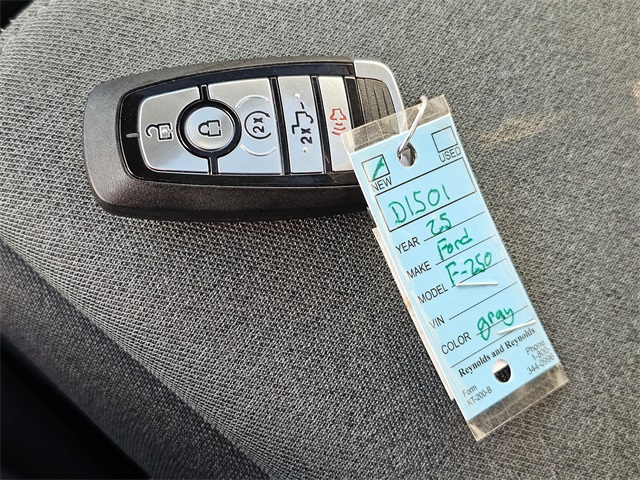 2x
2x
NEW
USED
D1501
YEAR 25
MAKE Ford
MODEL F-250
VIN
COLOR gray
Reynolds and Reynolds
Form
KT-200-B
Phone
1-800-
344-0996